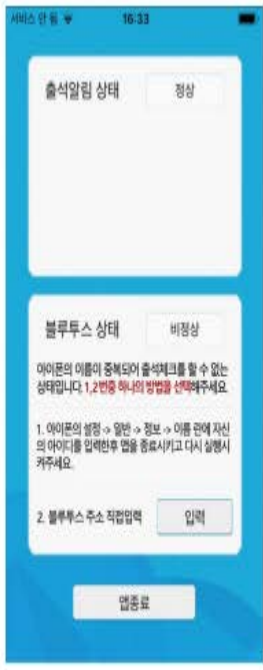 서비스 안 됨 16:33
출석알림 상태 정상
블루투스 상태 비정상
아이폰의 이름이 중복되어 출석체크를 할 수 없는
상태입니다. 1,2번중 하나의 방법을 선택해주세요.
1. 아이폰의 설정 -> 일반 -> 정보 -> 이름 란에 자신
의 아이디를 입력한후 앱을 종료시키고 다시 실행시
켜주세요.
2. 블루투스 주소 직접입력 입력
앱종료